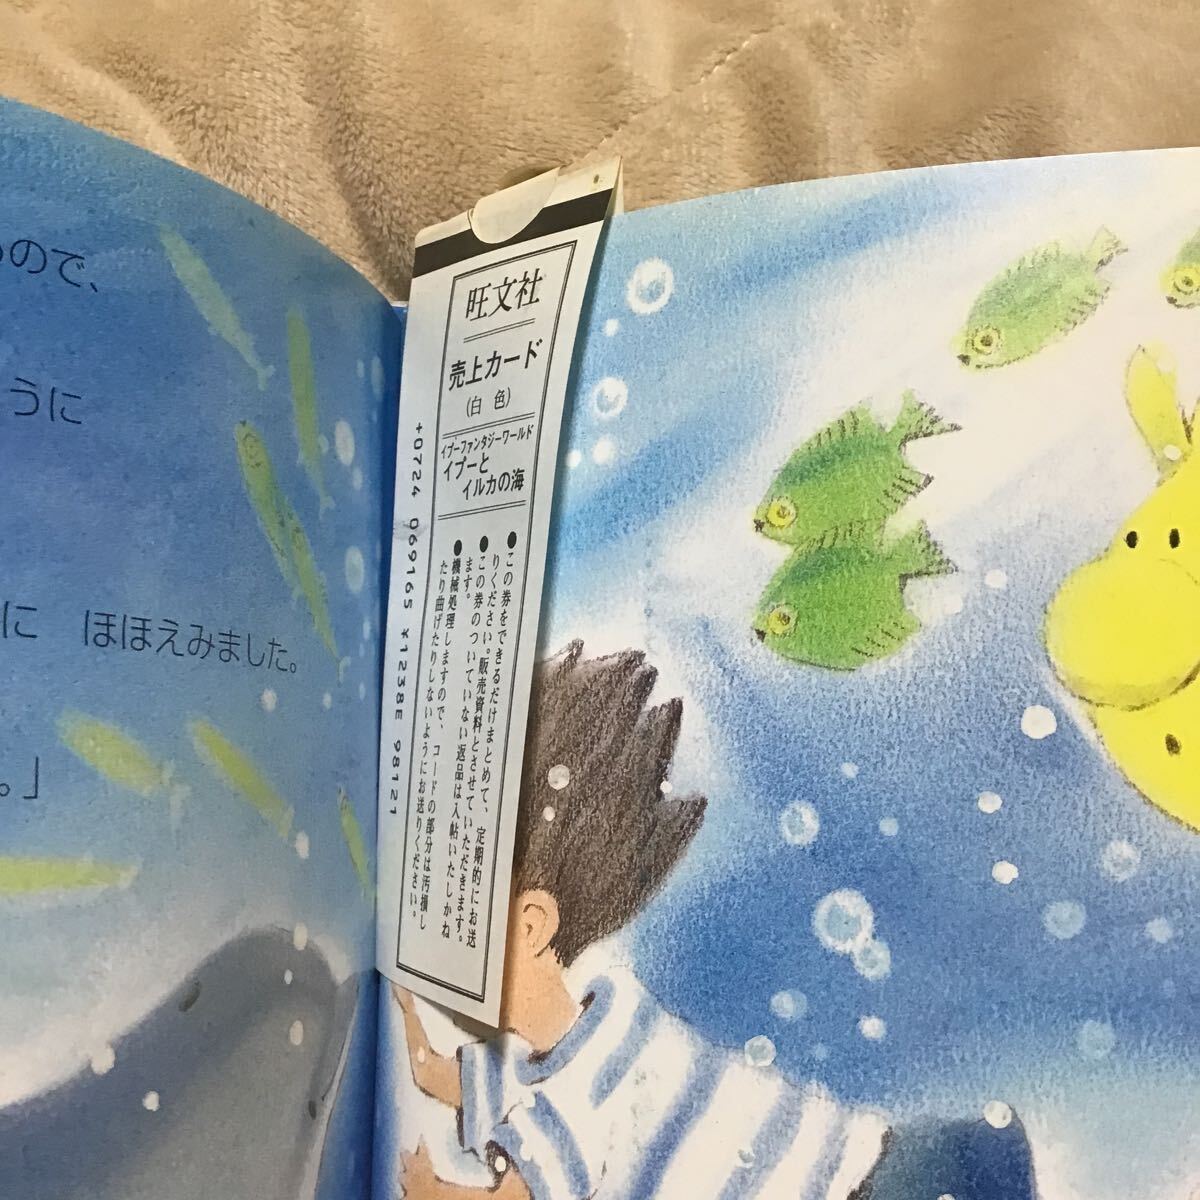 ので、
うに
に ほほえみました。
。」
旺文社
売上カード
(白 色)
イプーファンタジーワールド
イプーと
イルカの海
●この券をできるだけまとめて、定期的にお送
りください。販売資料とさせていただきます。
●この券のついていない返品は入帖いたしかね
ます。
●機械処理しますので、コードの部分は汚損し
たり曲げたりしないようにお送りください。
+0724 069165 ¥1238E 98121